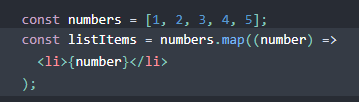 const numbers = [1, 2, 3, 4, 5];
const listItems = numbers.map((number) =>
  <li>{number}</li>
);